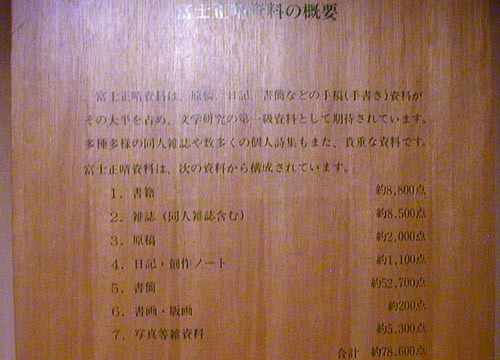 富士正晴資料の概要
富士正晴資料は、原稿、日記、書簡などの手稿(手書き)資料が
その大半を占め、文学研究の第一級資料として期待されています。
多種多様の同人雑誌や数多くの個人詩集もまた、貴重な資料です。
富士正晴資料は、次の資料から構成されています。
1．書籍 約8,800点
2．雑誌（同人雑誌含む） 約8,500点
3．原稿 約2,000点
4．日記・創作ノート 約1,100点
5．書簡 約52,700点
6．書画・版画 約200点
7．写真等雑資料 約5,300点
合計 約78,600点